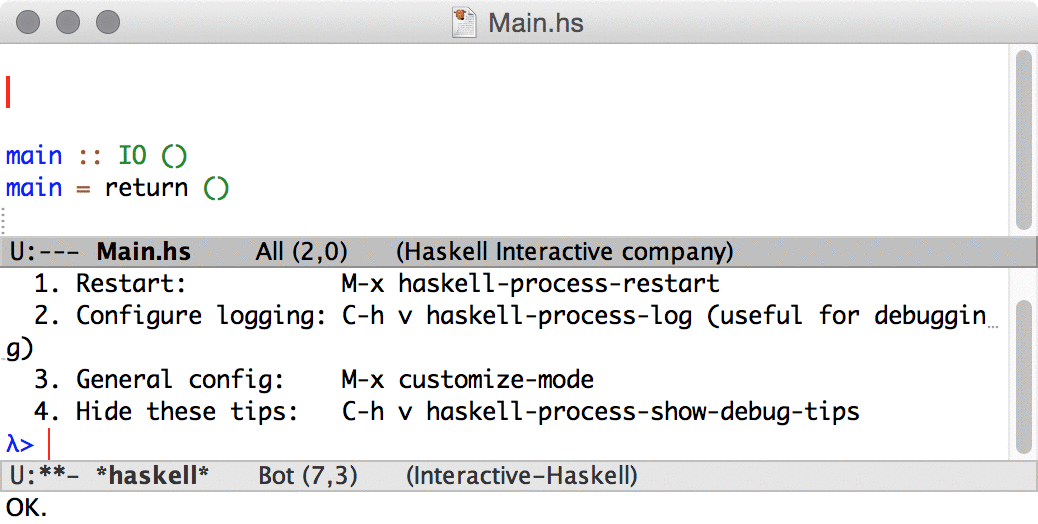 Main.hs
main :: IO ()
main = return ()
U:--- Main.hs All (2,0) (Haskell Interactive company)
1. Restart: M-x haskell-process-restart
2. Configure logging: C-h v haskell-process-log (useful for debuggin
g)
3. General config: M-x customize-mode
4. Hide these tips: C-h v haskell-process-show-debug-tips
λ>
U:**- *haskell* Bot (7,3) (Interactive-Haskell)
OK.